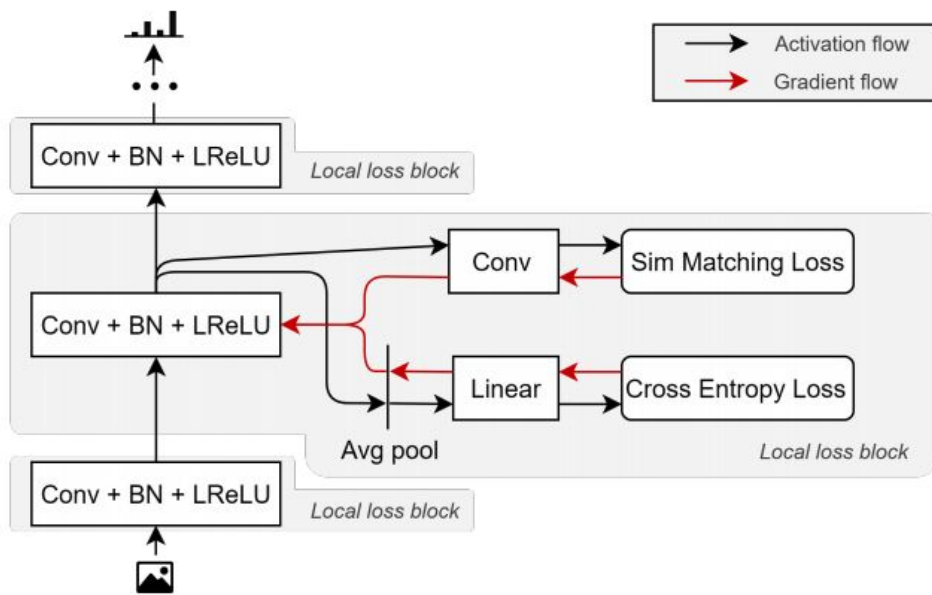 Activation flow
Gradient flow
Conv + BN + LReLU
Local loss block
Conv
Sim Matching Loss
Conv + BN + LReLU
Linear
Cross Entropy Loss
Avg pool
Local loss block
Conv + BN + LReLU
Local loss block